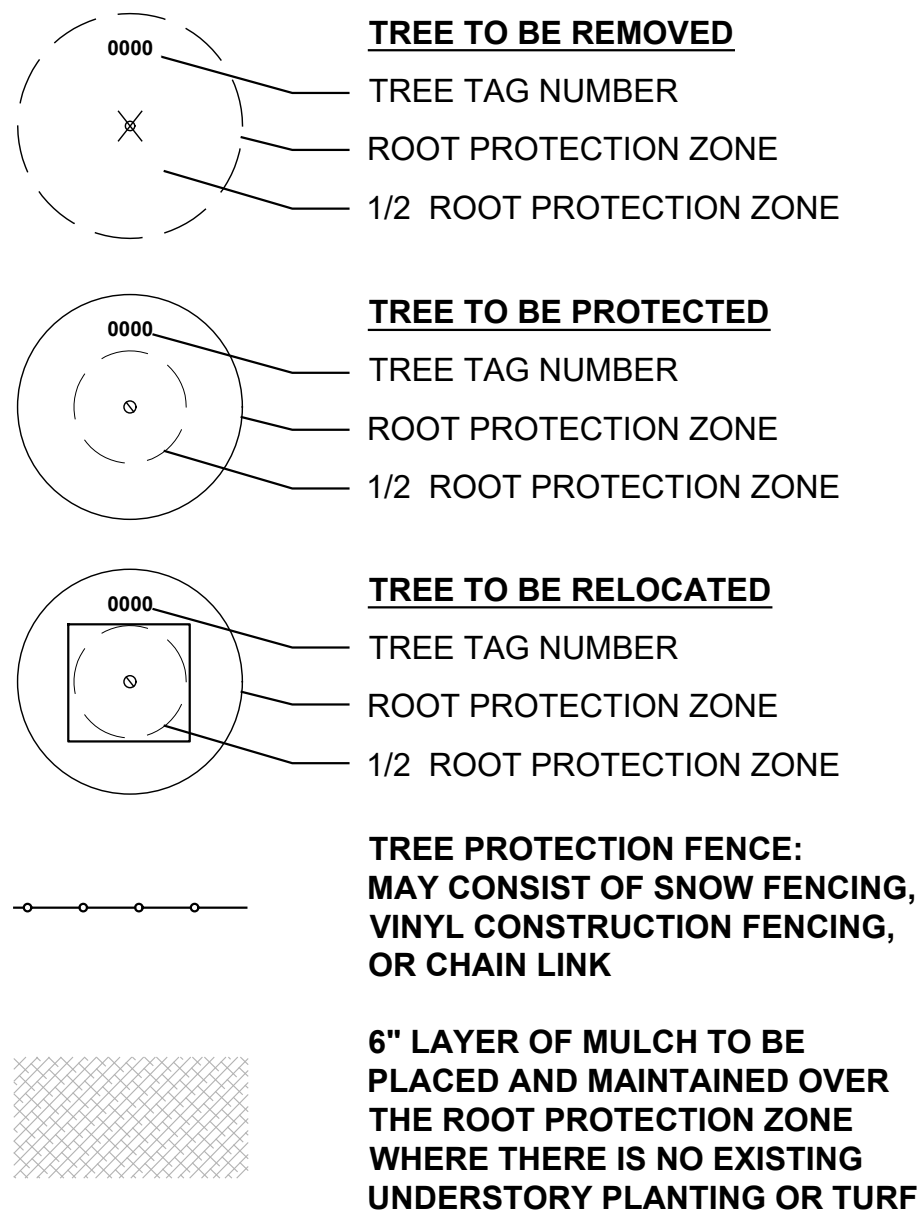 0000
TREE TO BE REMOVED
TREE TAG NUMBER
ROOT PROTECTION ZONE
1/2 ROOT PROTECTION ZONE
0000
TREE TO BE PROTECTED
TREE TAG NUMBER
ROOT PROTECTION ZONE
1/2 ROOT PROTECTION ZONE
0000
TREE TO BE RELOCATED
TREE TAG NUMBER
ROOT PROTECTION ZONE
1/2 ROOT PROTECTION ZONE
TREE PROTECTION FENCE:
MAY CONSIST OF SNOW FENCING,
VINYL CONSTRUCTION FENCING,
OR CHAIN LINK
6" LAYER OF MULCH TO BE
PLACED AND MAINTAINED OVER
THE ROOT PROTECTION ZONE
WHERE THERE IS NO EXISTING
UNDERSTORY PLANTING OR TURF